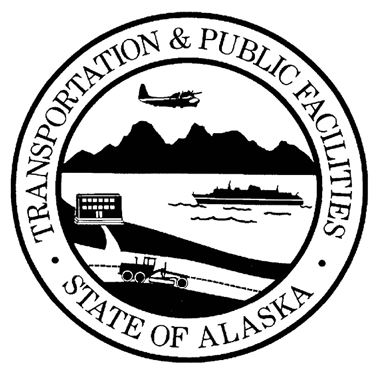 TRANSPORTATION & PUBLIC FACILITIES
STATE OF ALASKA